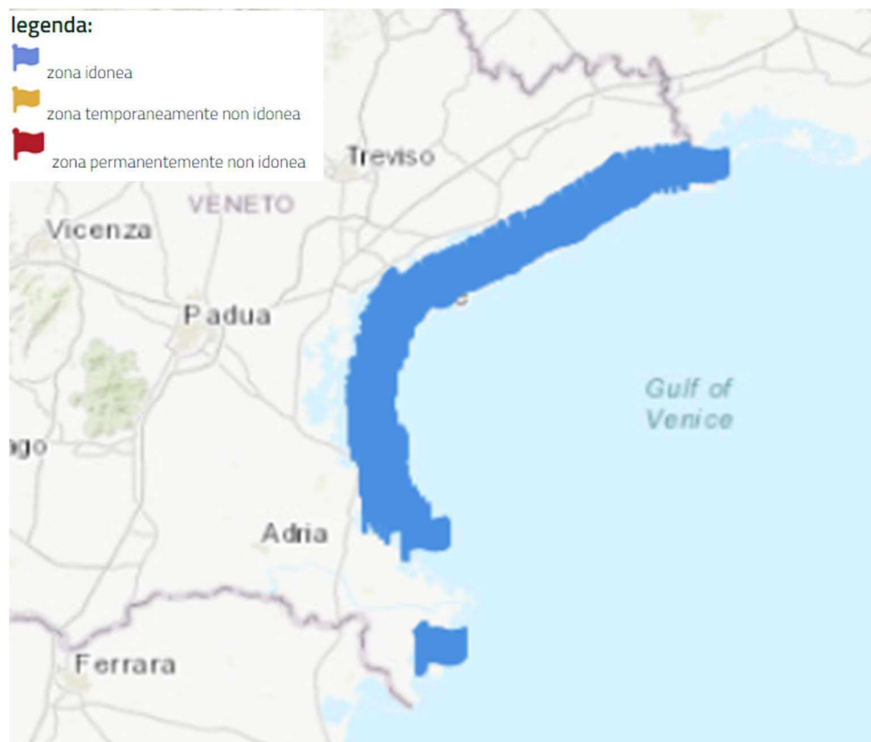 legenda:
zona idonea
zona temporaneamente non idonea
zona permanentemente non idonea
Treviso
VENETO
Vicenza
Padua
Gulf of
Venice
ago
Adria
Ferrara